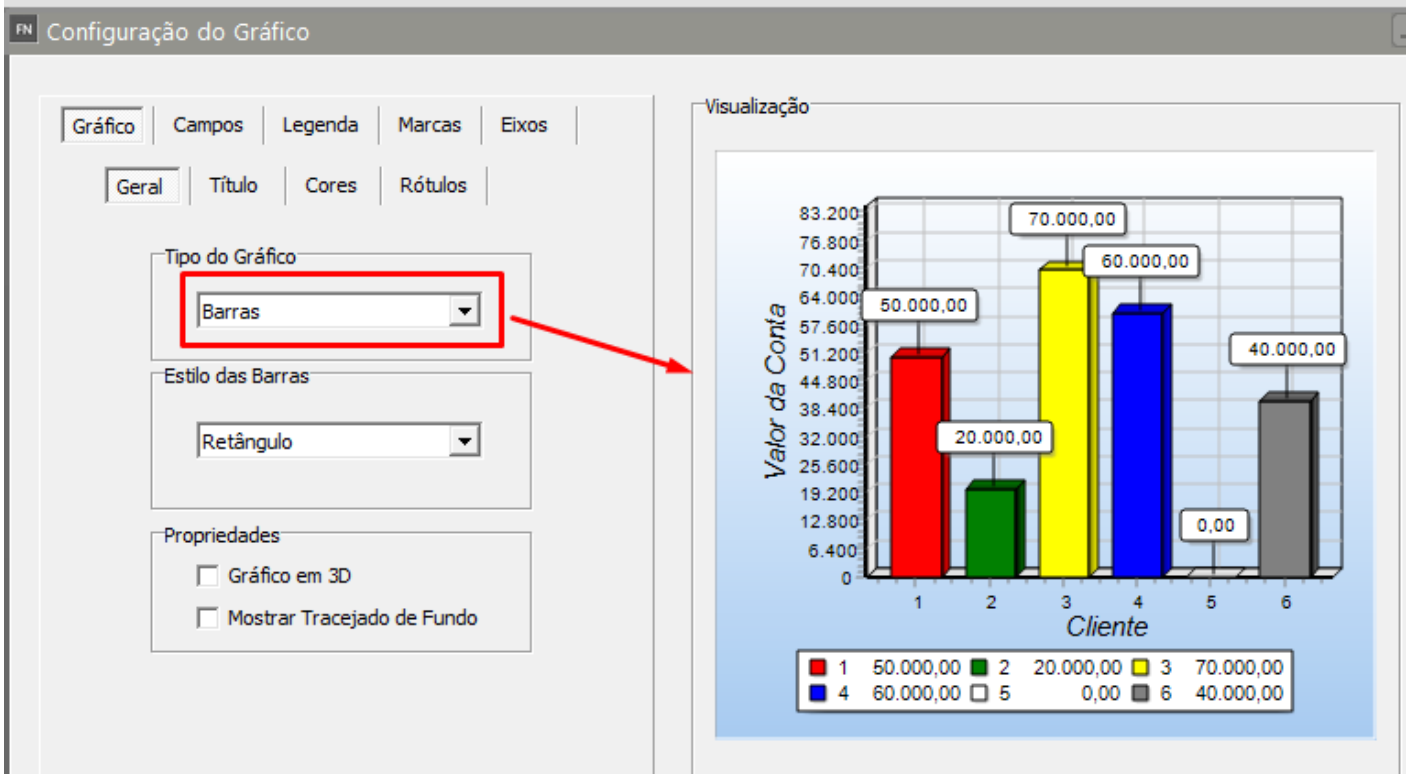 FN Configuração do Gráfico
Gráfico Campos Legenda Marcas Eixos
Geral Título Cores Rótulos
Tipo do Gráfico
Barras
Estilo das Barras
Retângulo
Propriedades
Gráfico em 3D
Mostrar Tracejado de Fundo
Visualização
83.200
76.800
70.400
64.000
57.600
51.200
44.800
38.400
32.000
25.600
19.200
12.800
6.400
0
Valor da Conta
50.000,00
20.000,00
70.000,00
60.000,00
0,00
40.000,00
1 2 3 4 5 6
Cliente
1 50.000,00 2 20.000,00 3 70.000,00
4 60.000,00 5 0,00 6 40.000,00